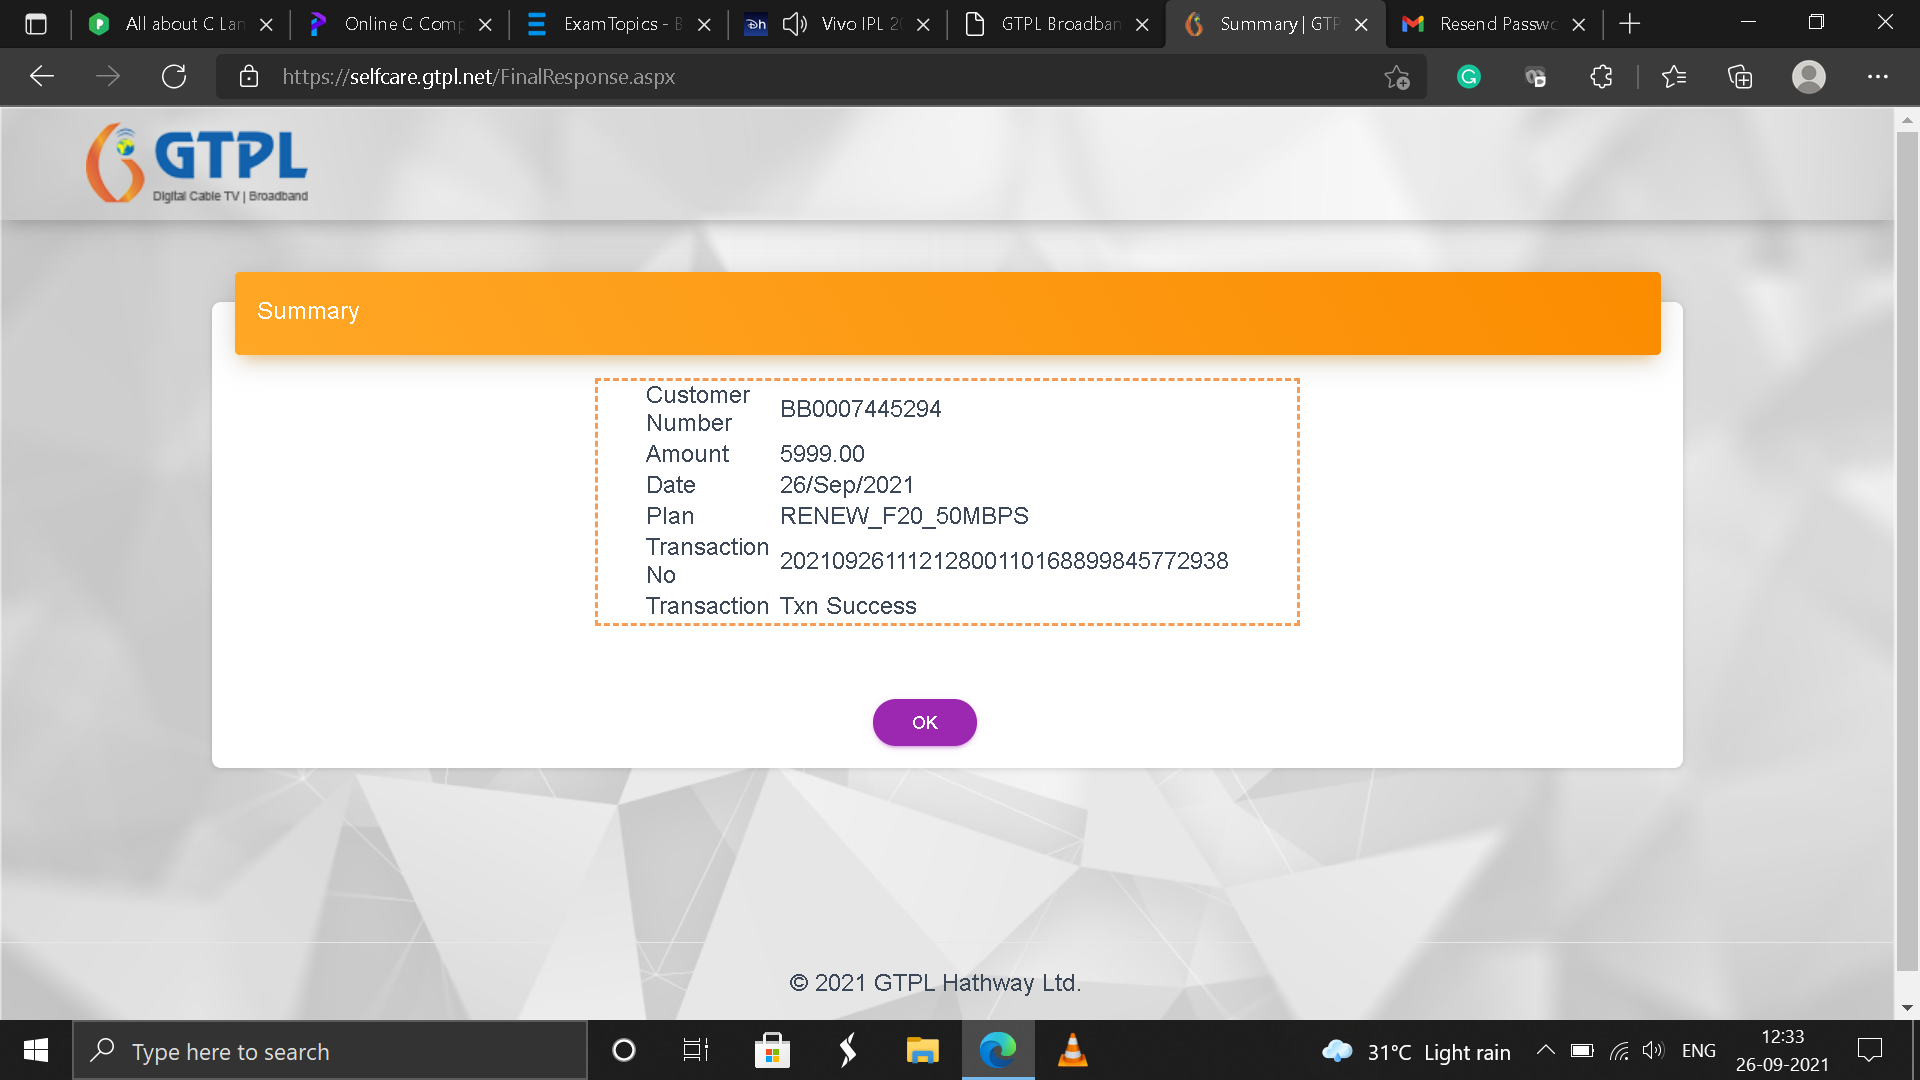 All about C Lan
Online C Comp
ExamTopics - B
Vivo IPL 20
GTPL Broadban
Summary | GTP
Resend Passwo
https://selfcare.gtpl.net/FinalResponse.aspx
GTPL
Digital Cable TV | Broadband
Summary
Customer Number BB0007445294
Amount 5999.00
Date 26/Sep/2021
Plan RENEW_F20_50MBPS
Transaction No 20210926111212800110168899845772938
Transaction Txn Success
OK
© 2021 GTPL Hathway Ltd.
Type here to search
31°C Light rain
ENG
12:33
26-09-2021